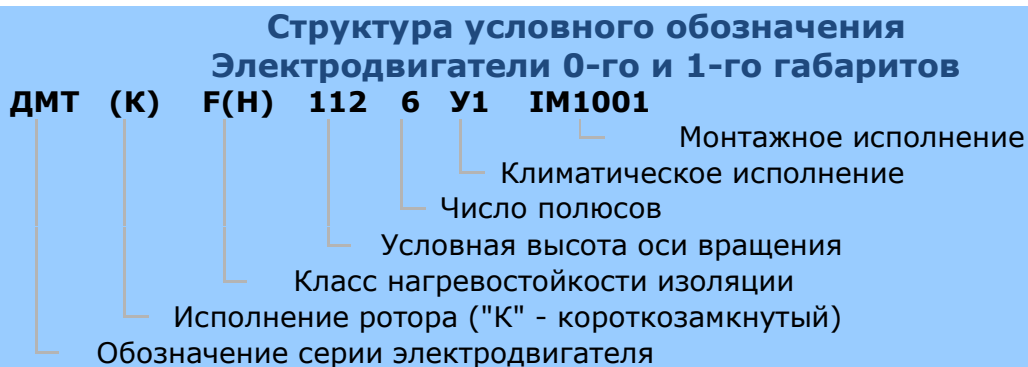 Структура условного обозначения
Электродвигатели 0-го и 1-го габаритов
ДМТ (К) F(Н) 112 6 У1 IM1001
Монтажное исполнение
Климатическое исполнение
Число полюсов
Условная высота оси вращения
Класс нагревостойкости изоляции
Исполнение ротора ("К" - короткозамкнутый)
Обозначение серии электродвигателя